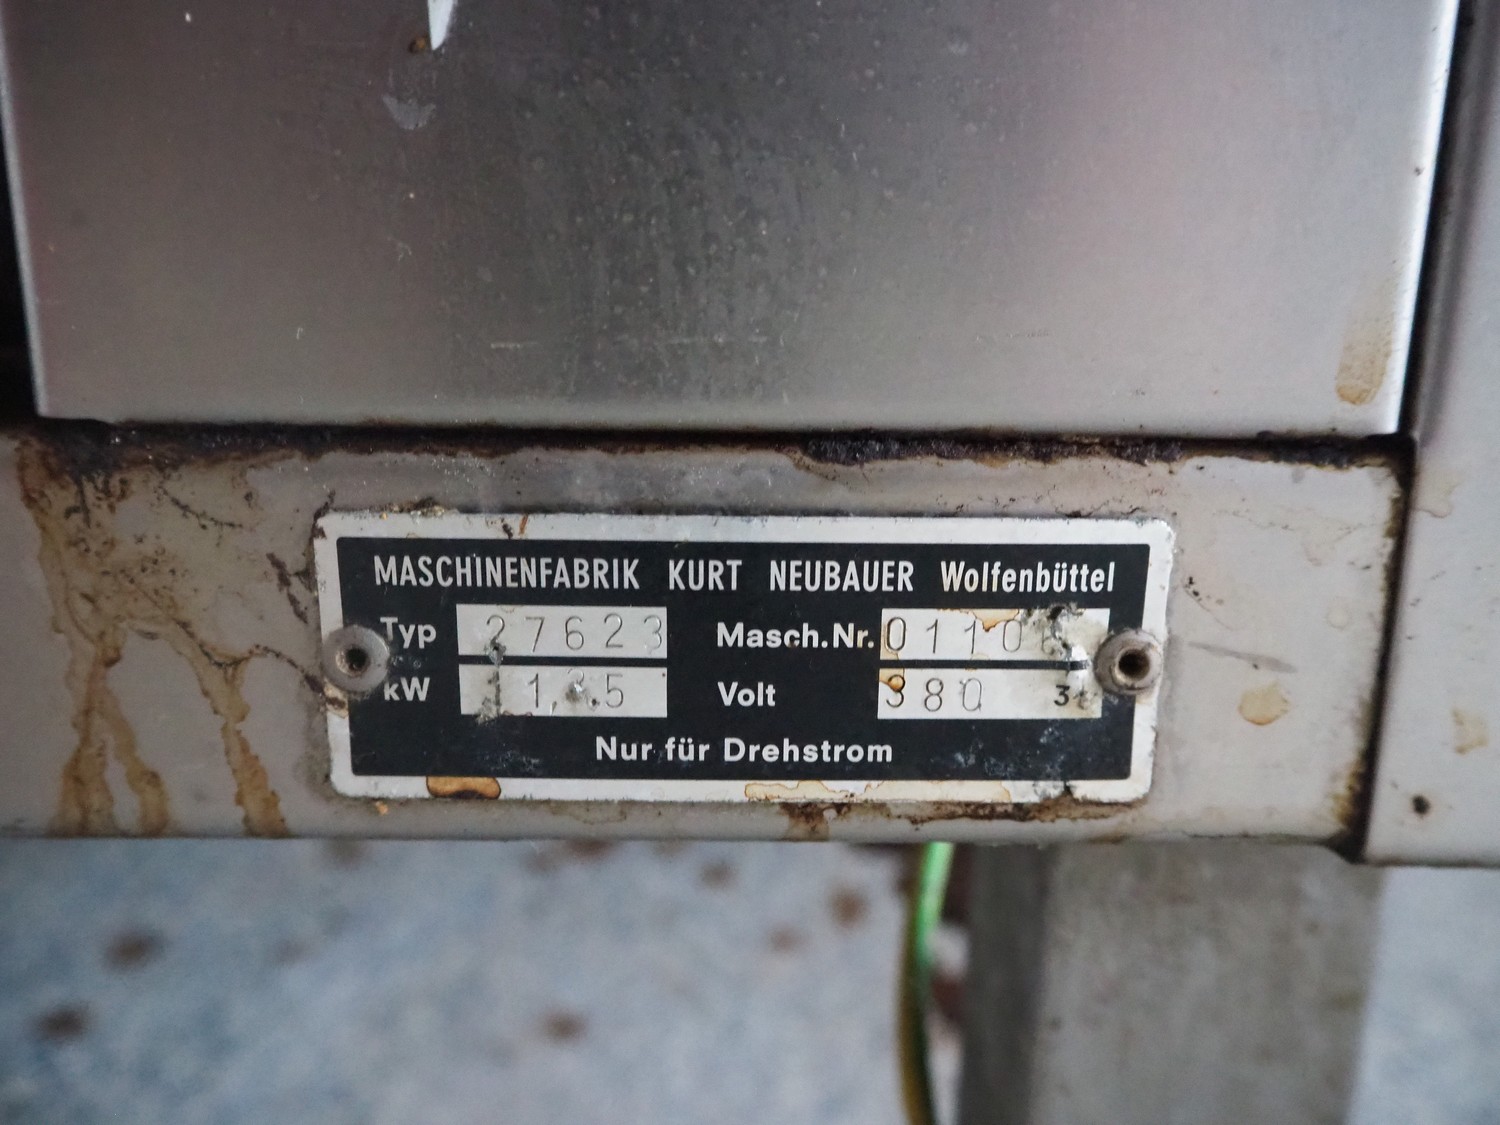 MASCHINENFABRIK KURT NEUBAUER Wolfenbüttel
Typ 27623 Masch.Nr.
kW Volt 380
Nur für Drehstrom